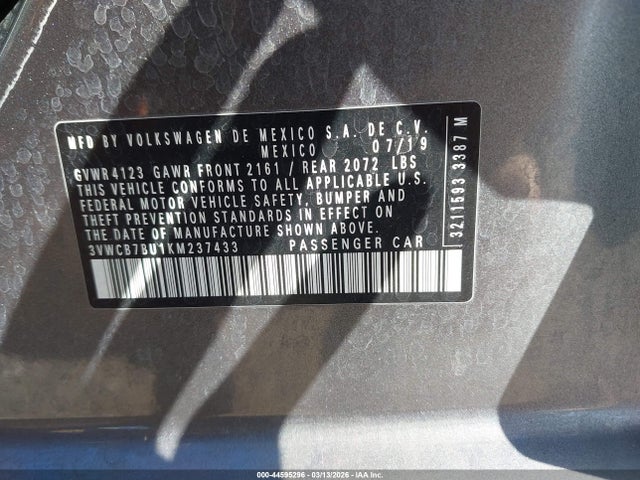 MFD BY VOLKSWAGEN DE MEXICO S.A. DE C.V.
MEXICO 07/19
GVWR 4123 GAWR FRONT 2161 / REAR 2072 LBS
THIS VEHICLE CONFORMS TO ALL APPLICABLE U.S.
FEDERAL MOTOR VEHICLE SAFETY, BUMPER AND
THEFT PREVENTION STANDARDS IN EFFECT ON
THE DATE OF MANUFACTURE SHOWN ABOVE.
3VWCB7BU1KM237433 PASSENGER CAR
3211593 3387 M
000-44595296 - 03/13/2026 - IAA Inc.